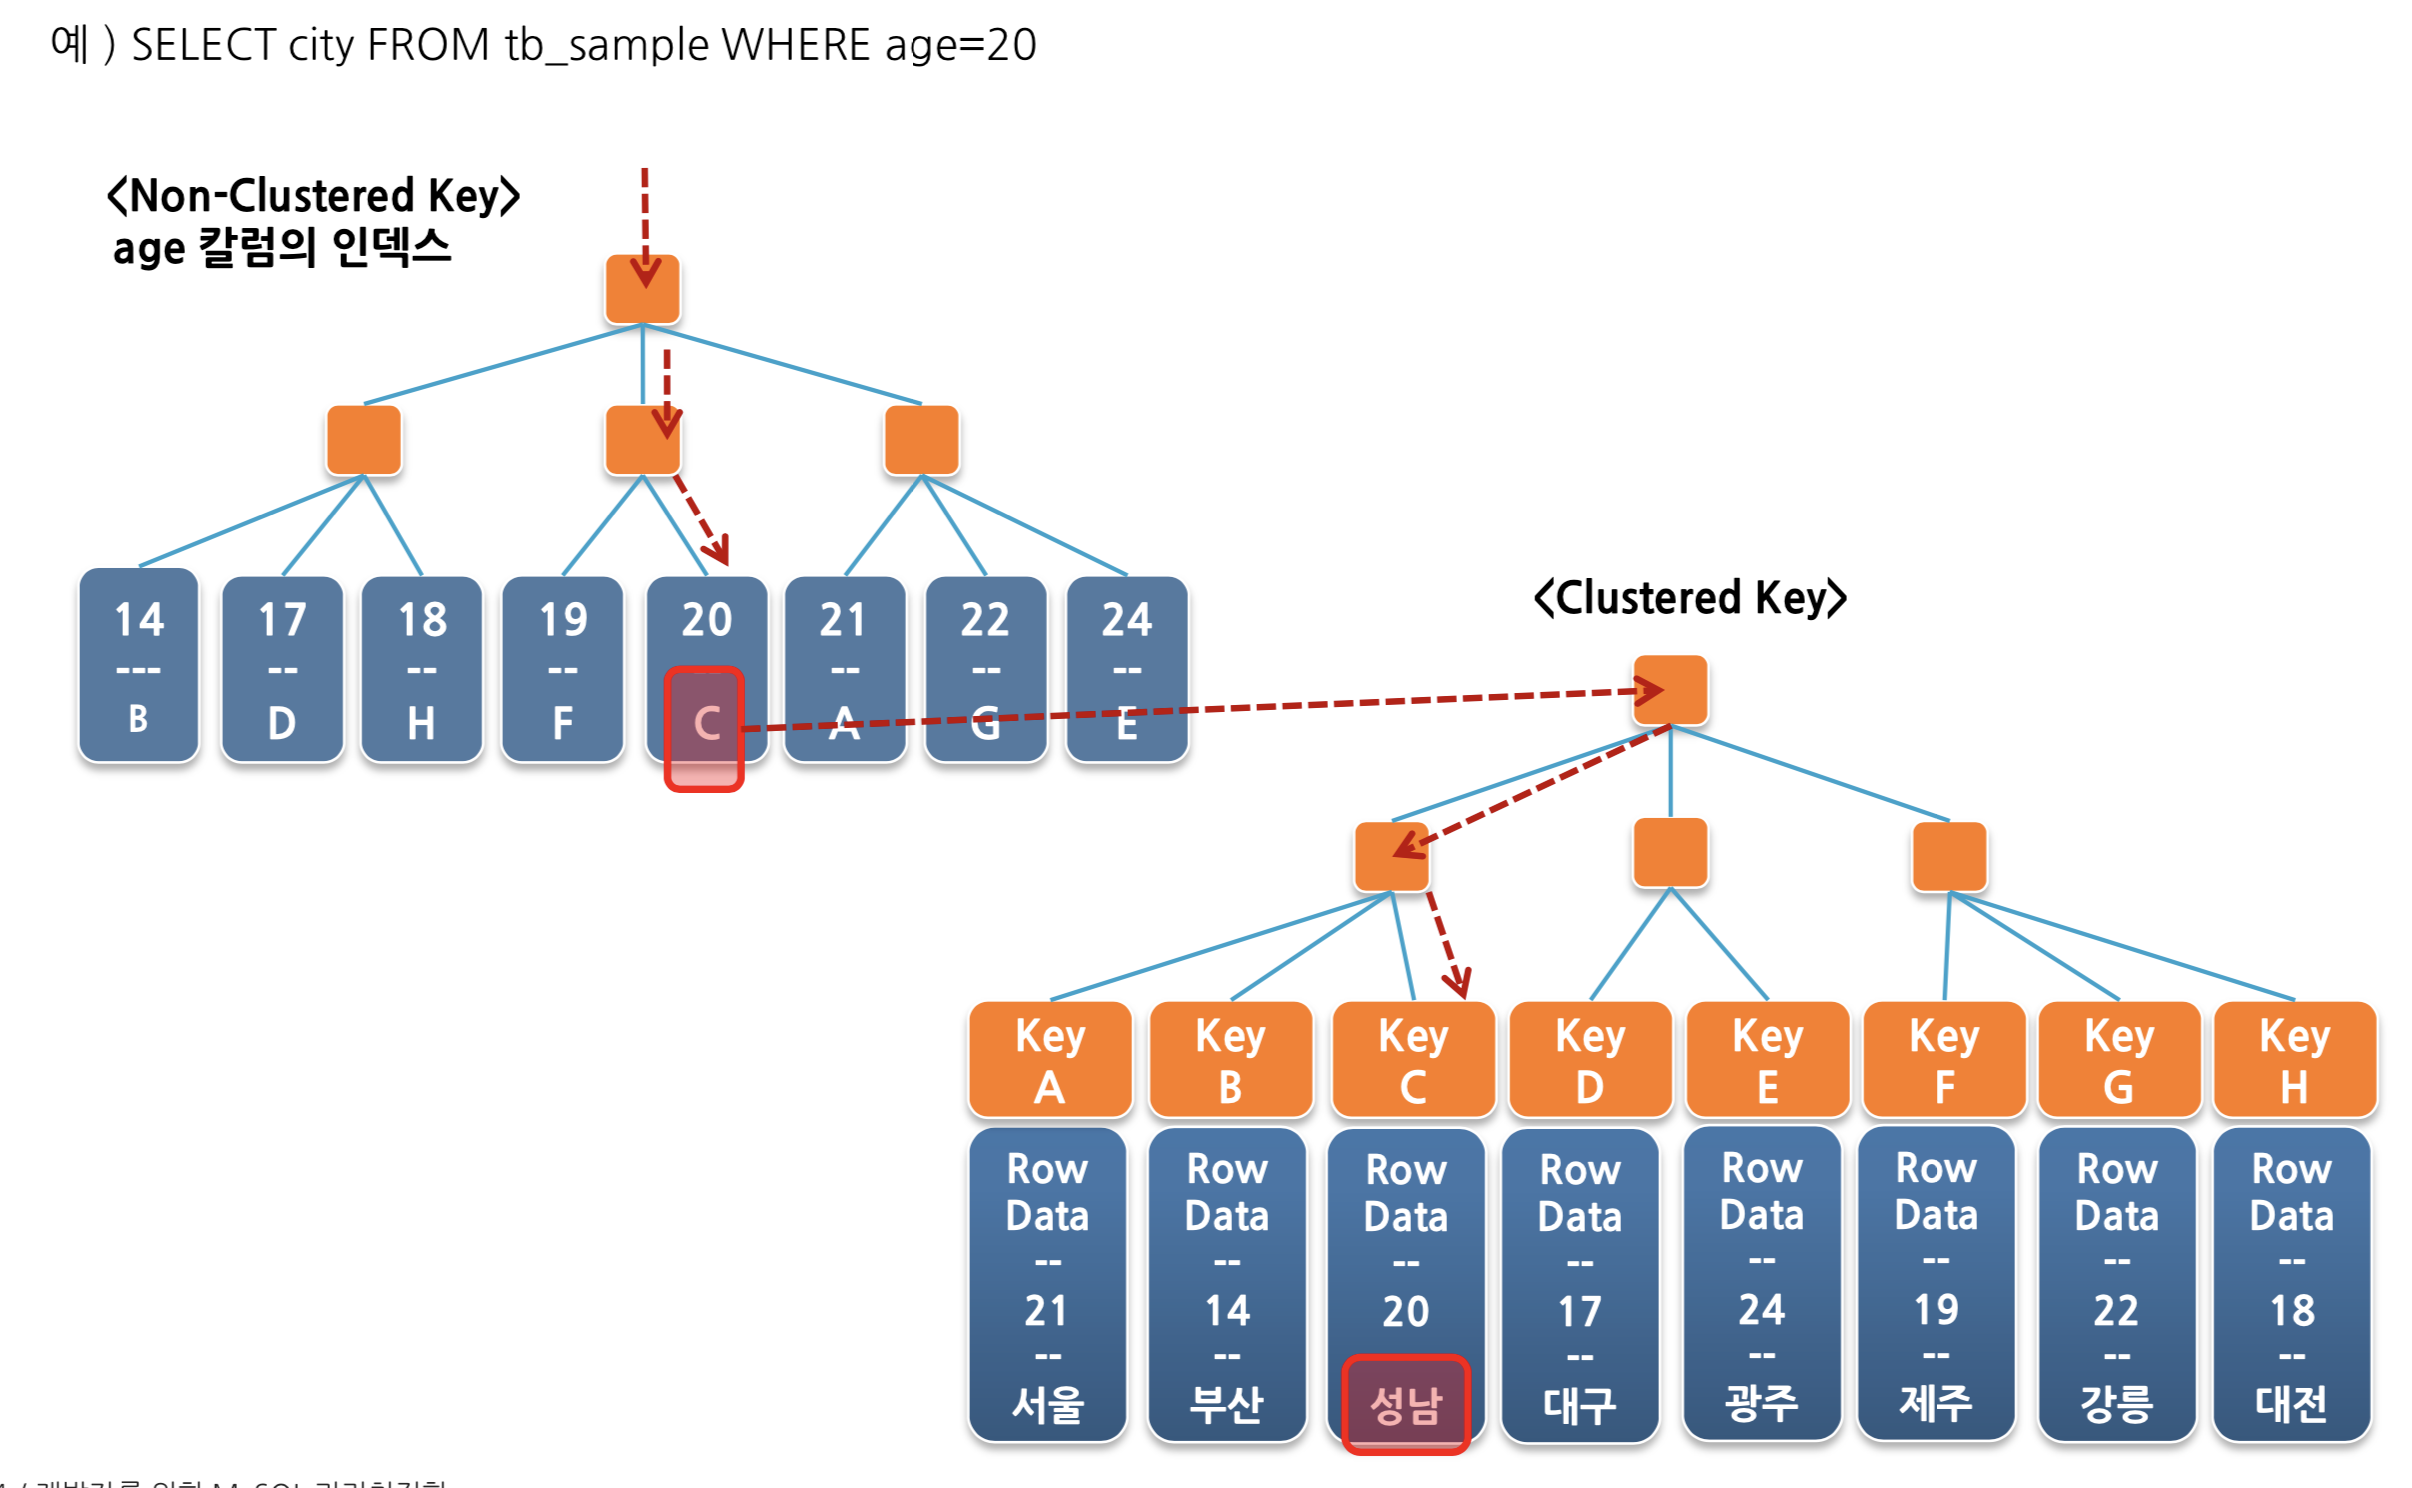 예 ) SELECT city FROM tb_sample WHERE age=20
<Non-Clustered Key>
age 칼럼의 인덱스
14
---
B
17
--
D
18
--
H
19
--
F
20
C
21
--
A
22
--
G
24
--
E
<Clustered Key>
Key
A
Key
B
Key
C
Key
D
Key
E
Key
F
Key
G
Key
H
Row
Data
--
21
--
서울
Row
Data
--
14
--
부산
Row
Data
--
20
성남
Row
Data
--
17
--
대구
Row
Data
--
24
--
광주
Row
Data
--
19
--
제주
Row
Data
--
22
--
강릉
Row
Data
--
18
--
대전